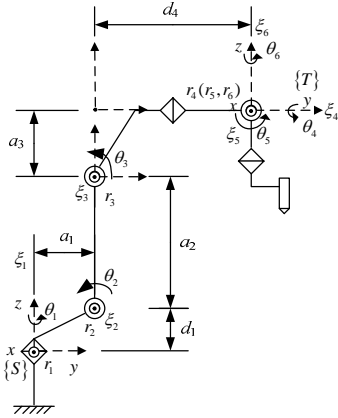 d₄
ξ₆
z θ₆
r₄(r₅, r₆) {T}
x y ξ₄
ξ₅ θ₅ θ₄
a₃
θ₃
ξ₃ r₃
a₁ a₂
ξ₁
θ₂
z θ₁
r₂ ξ₂ d₁
x r₁ y
{S}